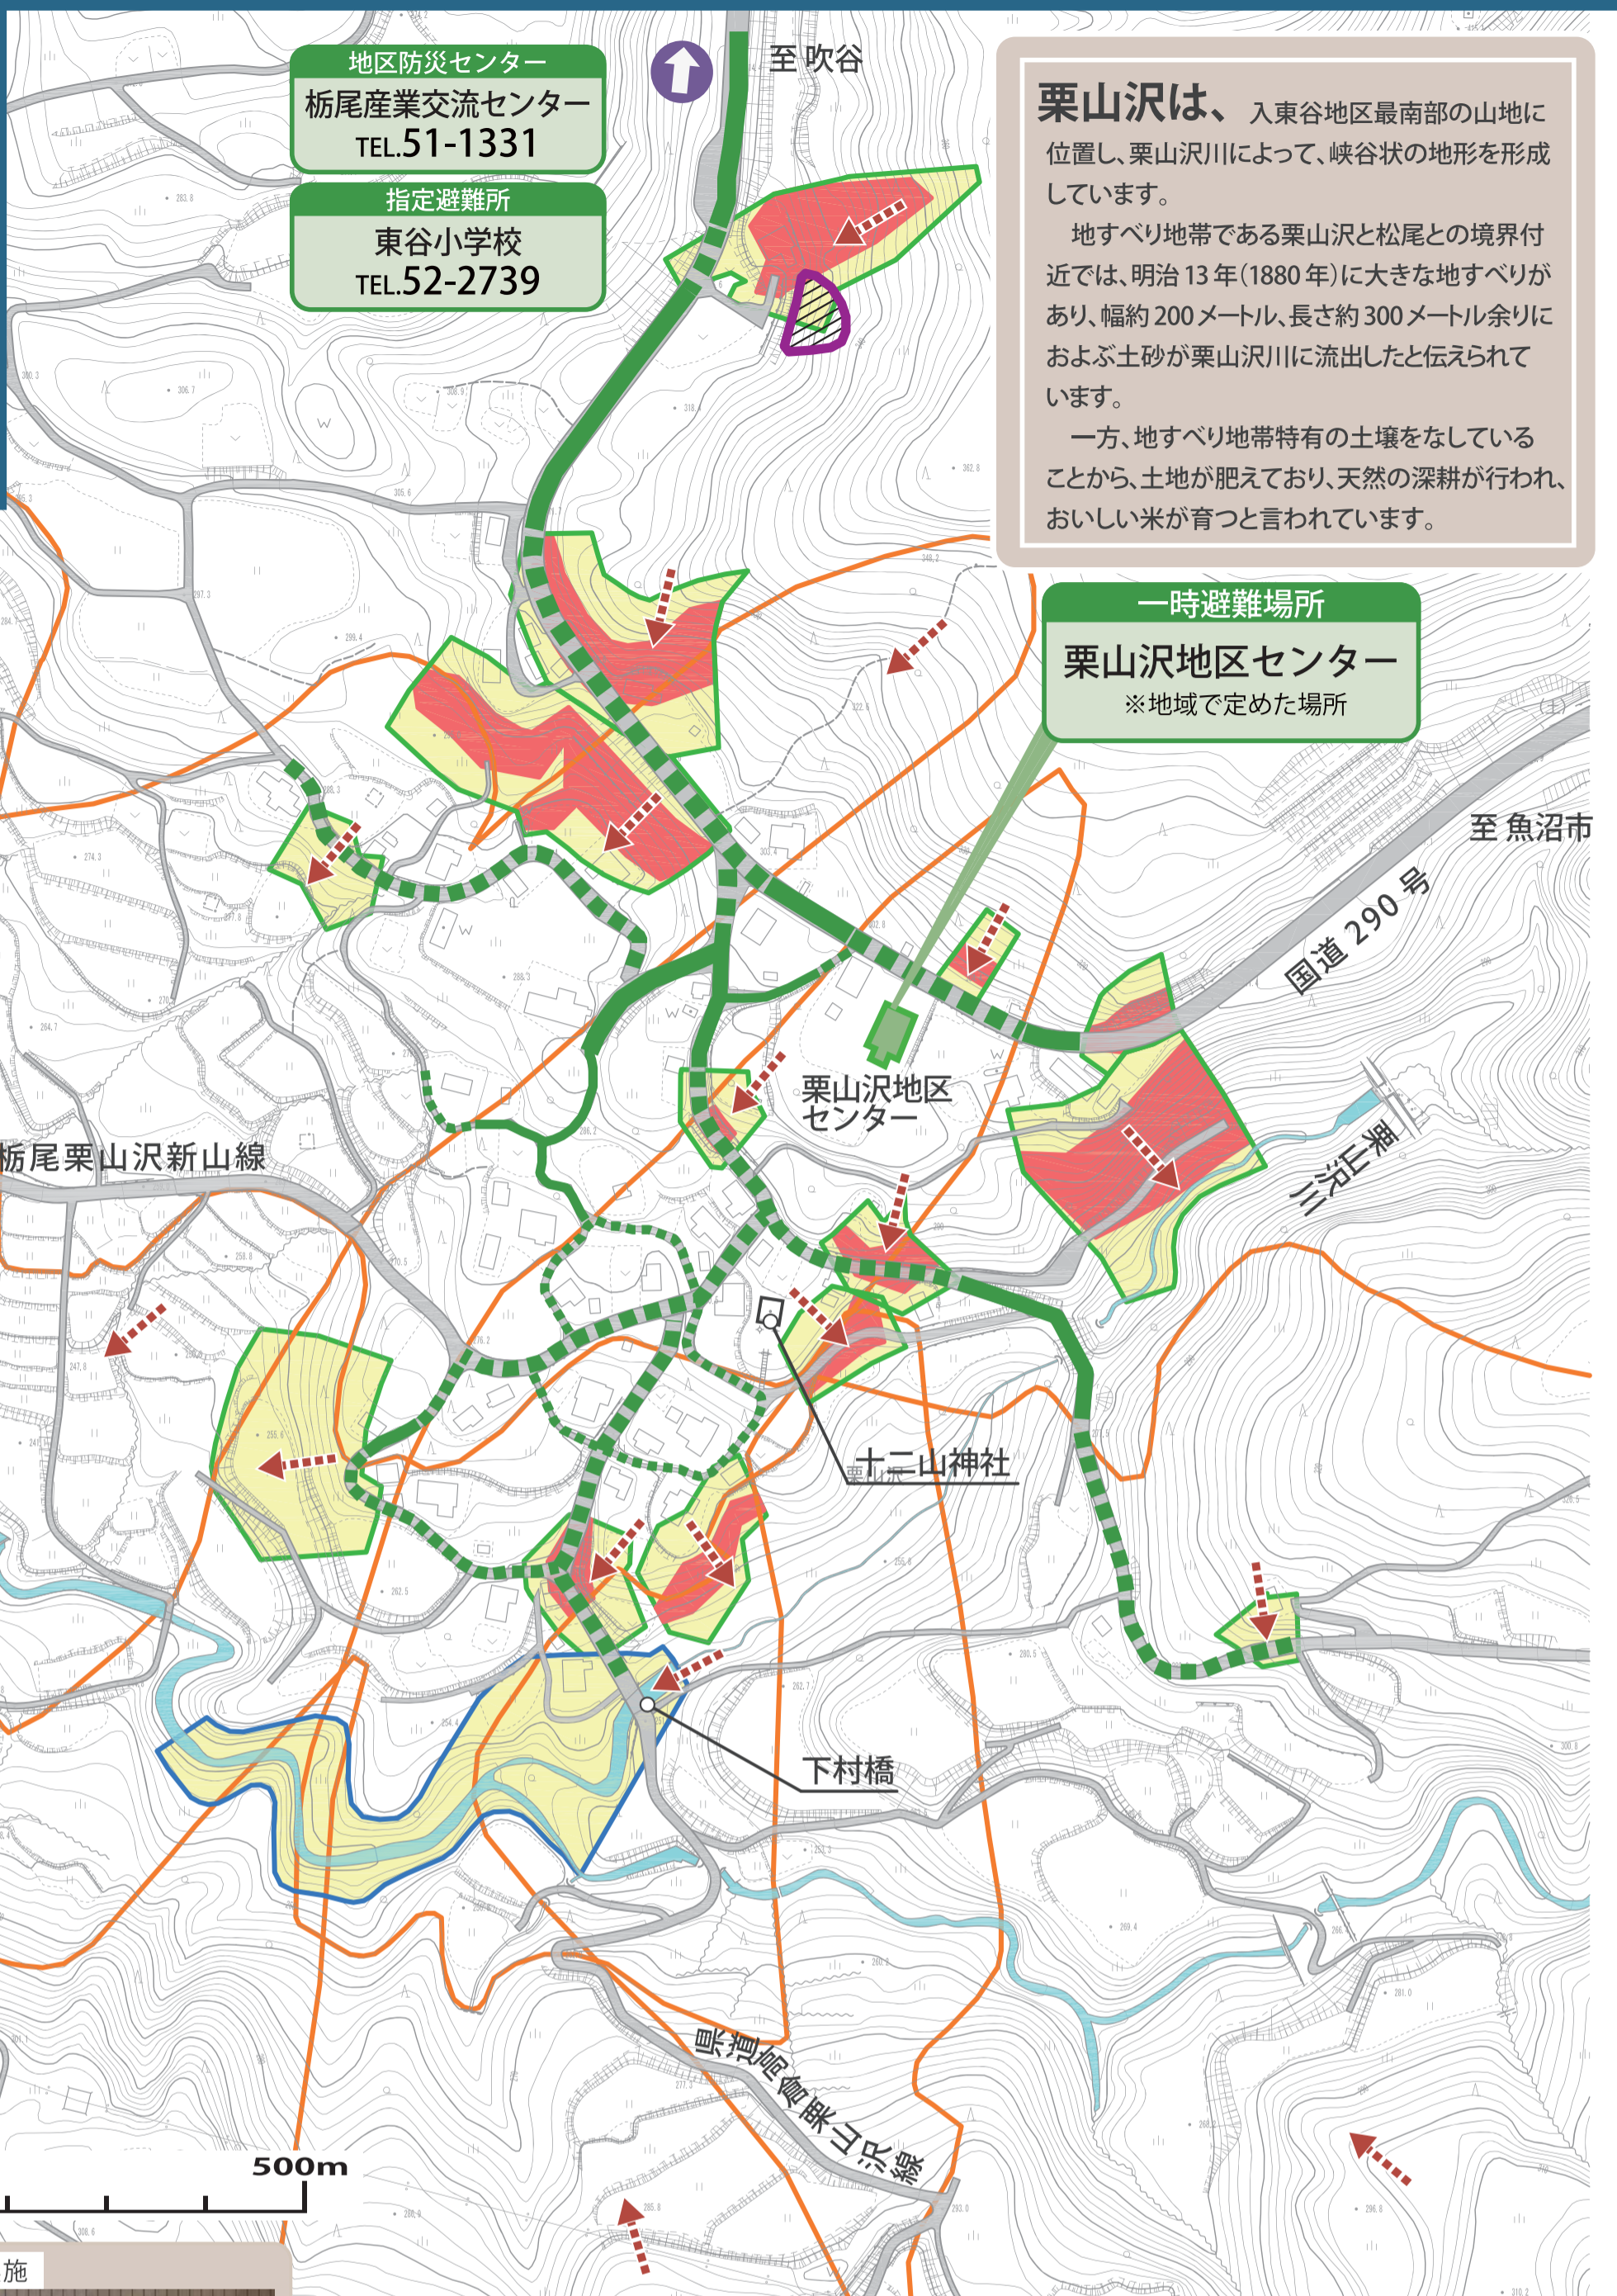 地区防災センター
栃尾産業交流センター
TEL.51-1331
指定避難所
東谷小学校
TEL.52-2739
至 吹谷
栗山沢は、入東谷地区最南部の山地に
位置し、栗山沢川によって、峡谷状の地形を形成
しています。
地すべり地帯である栗山沢と松尾との境界付
近では、明治13年(1880年)に大きな地すべりが
あり、幅約200メートル、長さ約300メートル余りに
およぶ土砂が栗山沢川に流出したと伝えられて
います。
一方、地すべり地帯特有の土壌をなしている
ことから、土地が肥えており、天然の深耕が行われ、
おいしい米が育つと言われています。
一時避難場所
栗山沢地区センター
※地域で定めた場所
至 魚沼市
国道 290 号
栗山沢地区
センター
栗山沢川
栃尾栗山沢新山線
十二山神社
栗山沢
下村橋
県道高倉栗山沢線
500m
施